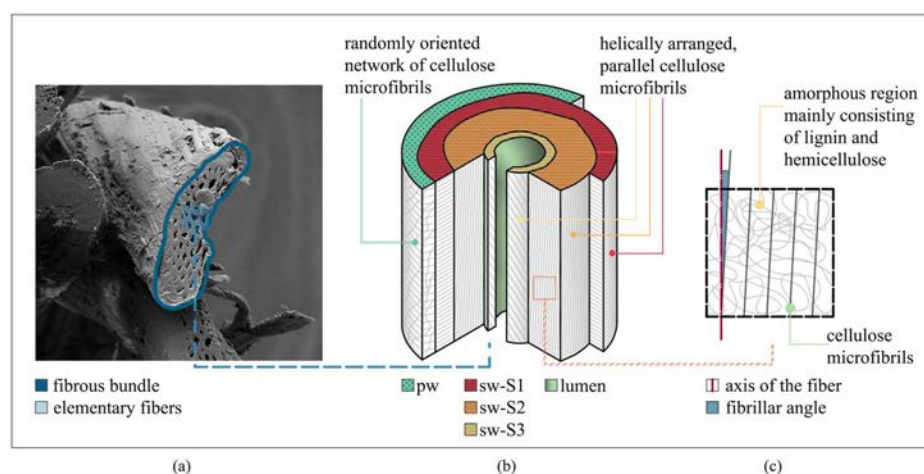 randomly oriented
network of cellulose
microfibrils
helically arranged,
parallel cellulose
microfibrils
amorphous region
mainly consisting
of lignin and
hemicellulose
cellulose
microfibrils
fibrous bundle
elementary fibers
pw
sw-S1
sw-S2
sw-S3
lumen
axis of the fiber
fibrillar angle
(a)
(b)
(c)